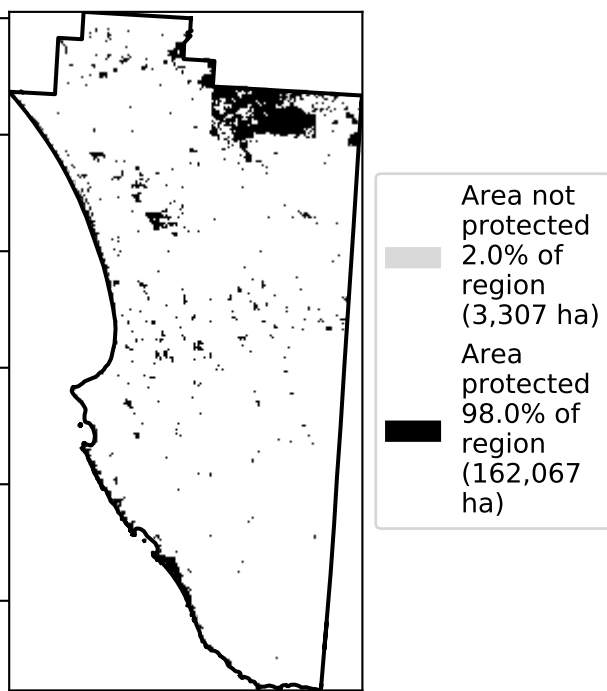 Area not
protected
2.0% of
region
(3,307 ha)
Area
protected
98.0% of
region
(162,067
ha)